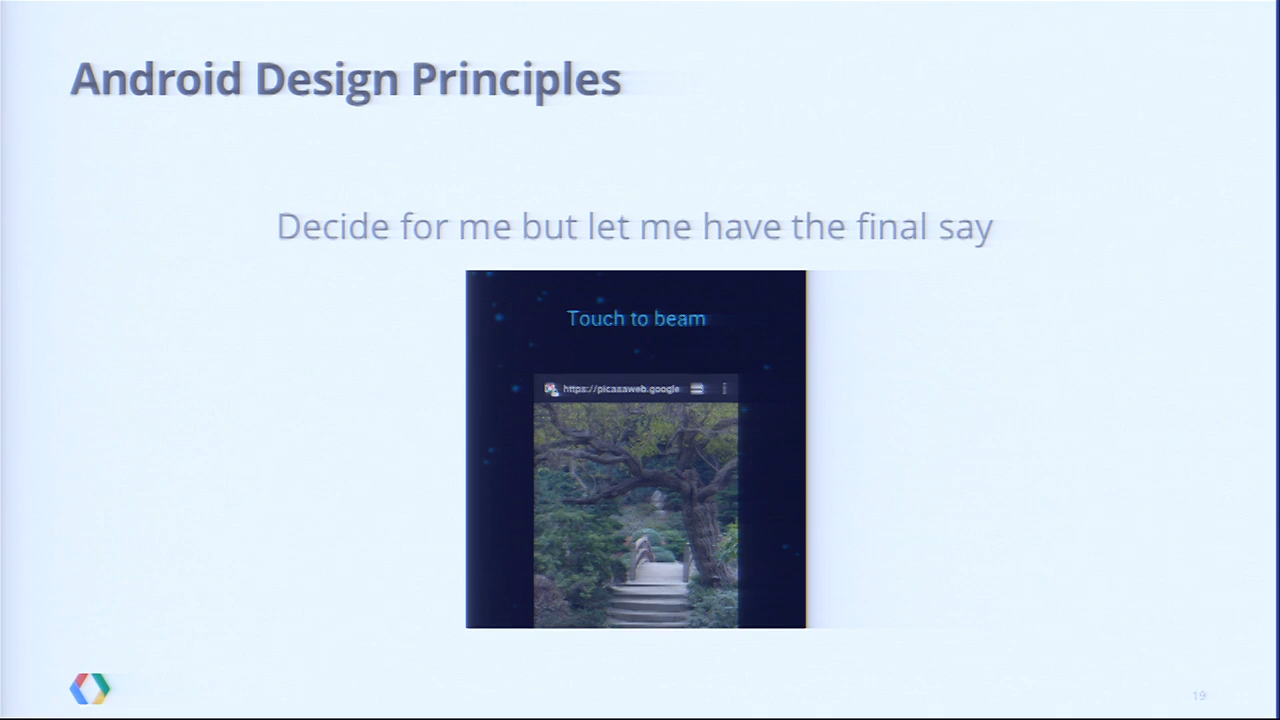 Android Design Principles
Decide for me but let me have the final say
Touch to beam
https://picasaweb.google
19